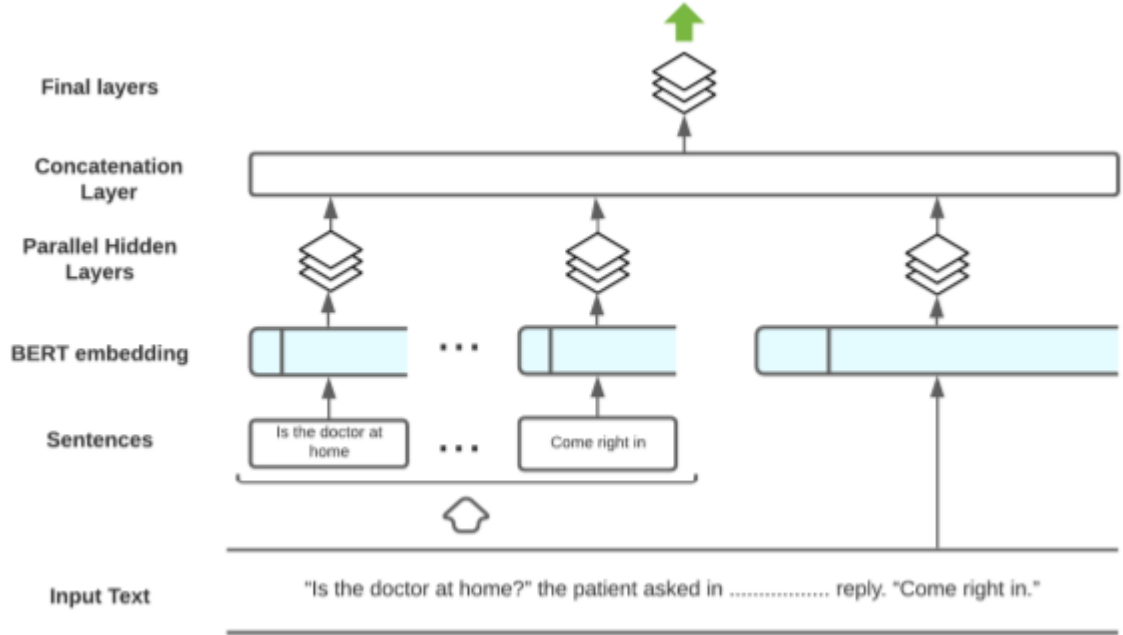 Final layers
Concatenation
Layer
Parallel Hidden
Layers
BERT embedding
...
Sentences
Is the doctor at
home
...
Come right in
Input Text
"Is the doctor at home?" the patient asked in ................. reply. "Come right in."